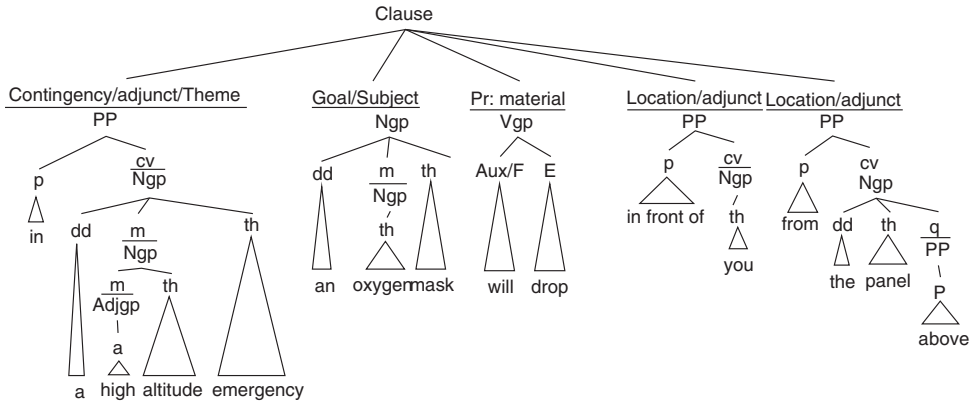 Clause
Contingency/adjunct/Theme Goal/Subject Pr: material Location/adjunct Location/adjunct
PP Ngp Vgp PP PP
p cv dd m th Aux/F E p cv p cv
Ngp Ngp Ngp Ngp
in dd m th th in front of th from dd th q
Ngp PP
m th an oxygen mask will drop you the panel P
Adjgp
a above
a high altitude emergency